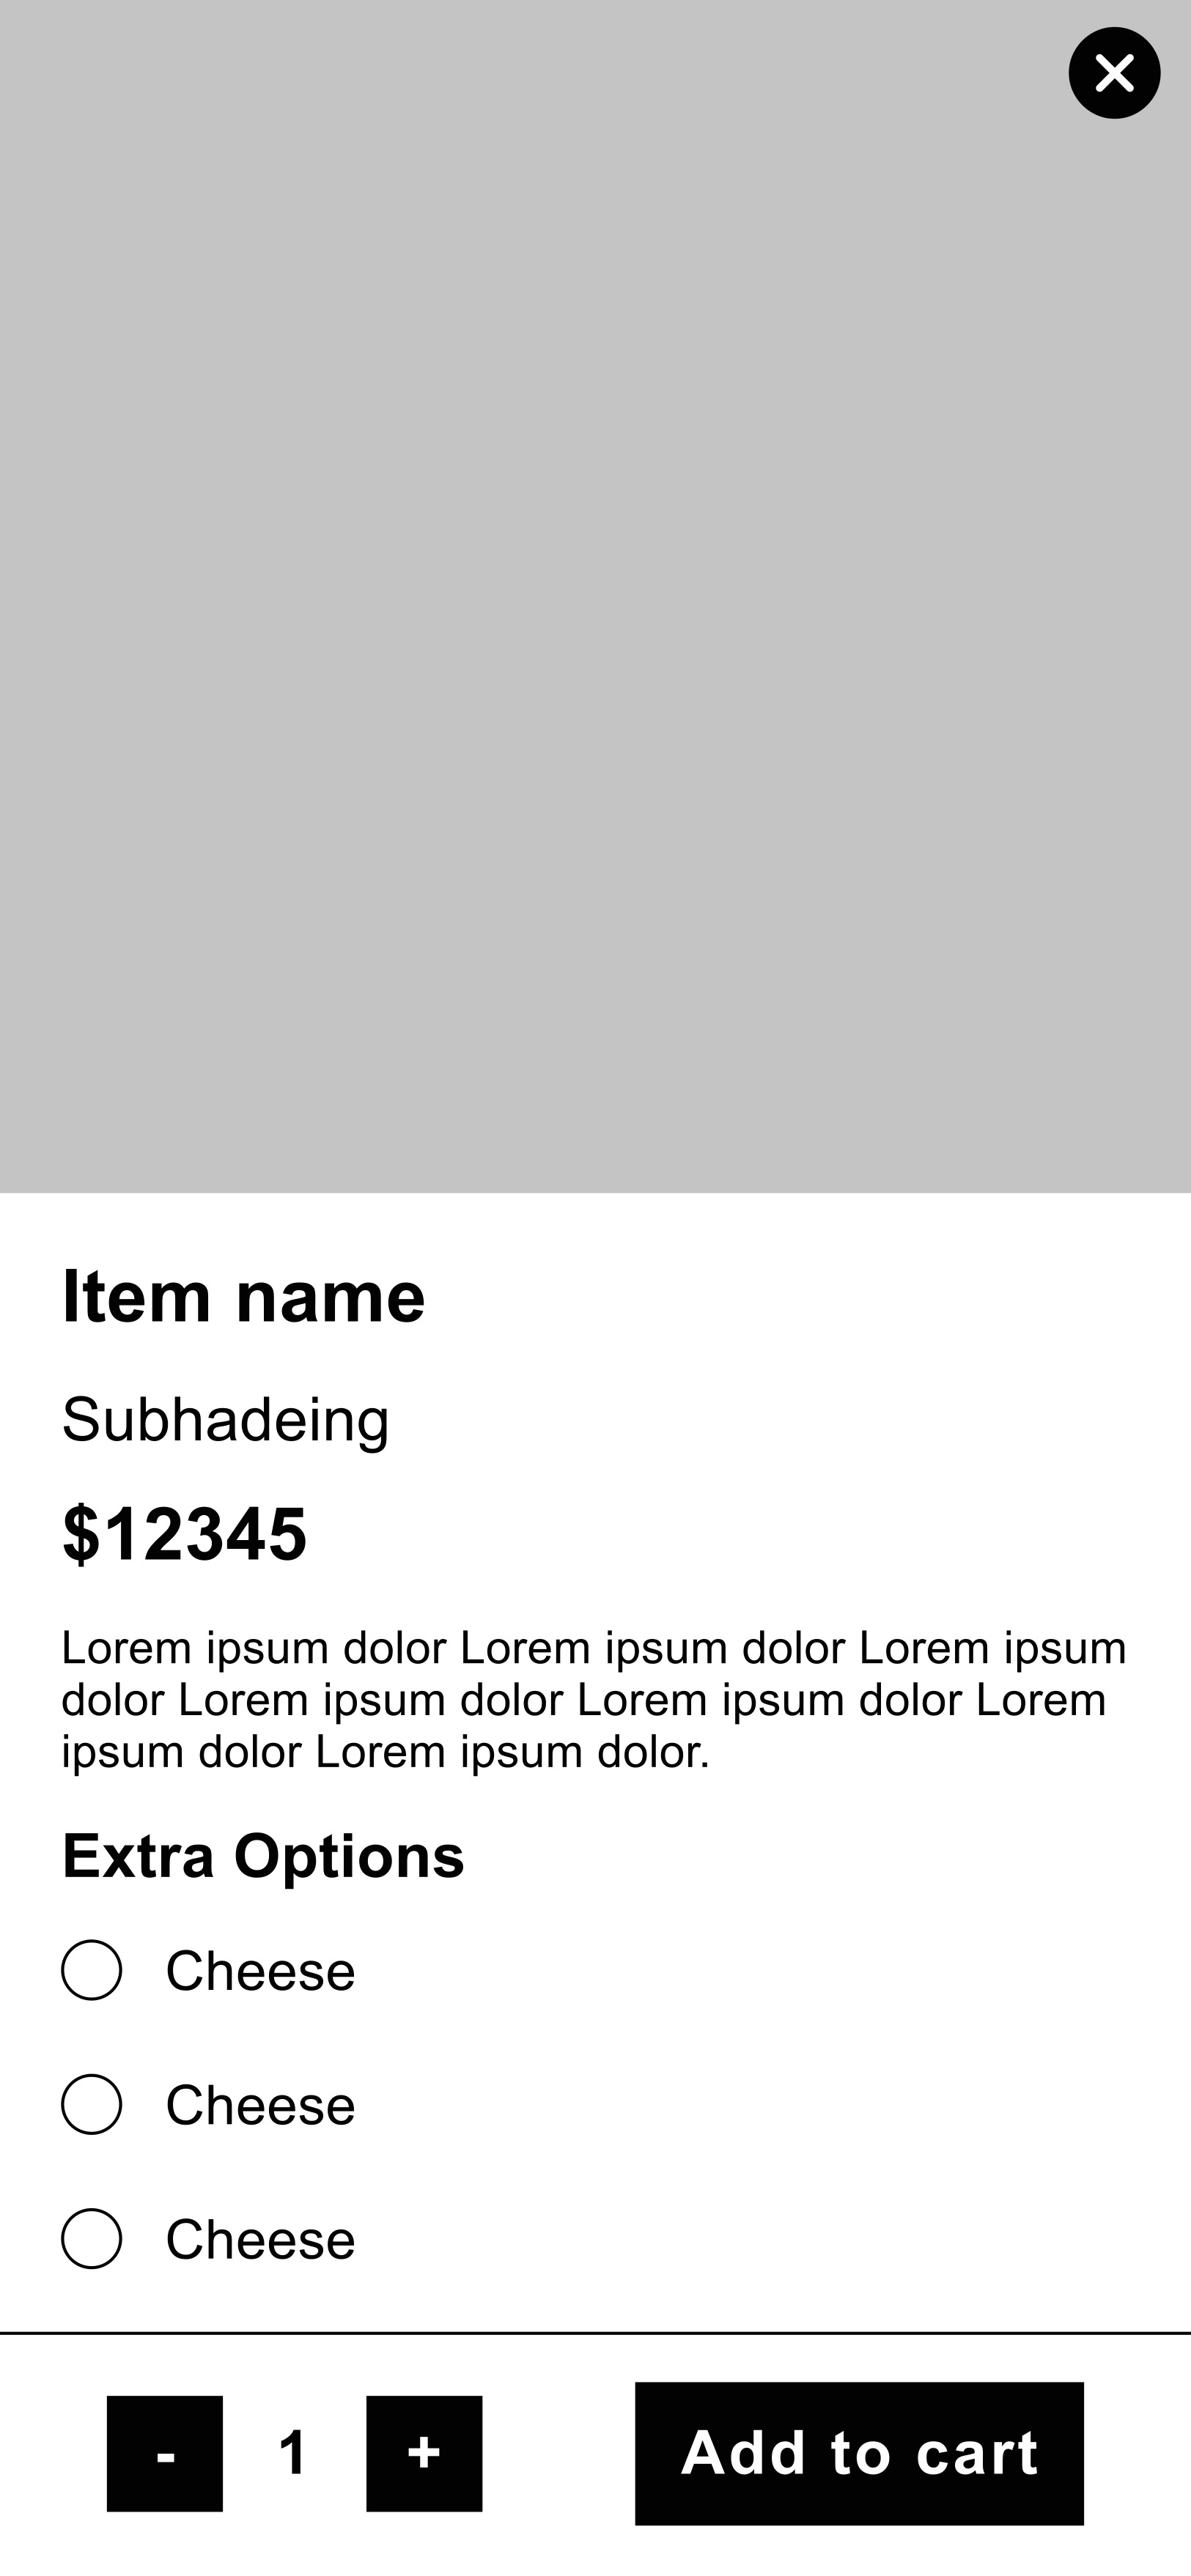 Item name
Subhadeing
$12345
Lorem ipsum dolor Lorem ipsum dolor Lorem ipsum
dolor Lorem ipsum dolor Lorem ipsum dolor Lorem
ipsum dolor Lorem ipsum dolor.
Extra Options
Cheese
Cheese
Cheese
- 1 + Add to cart